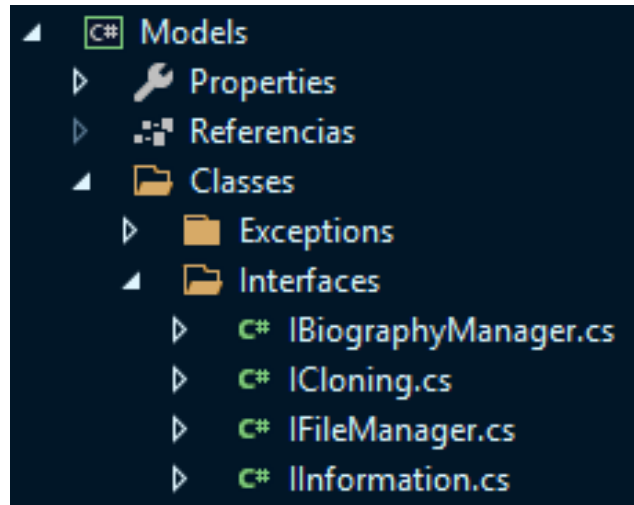 C# Models
Properties
Referencias
Classes
Exceptions
Interfaces
C# IBiographyManager.cs
C# ICloning.cs
C# IFileManager.cs
C# IInformation.cs